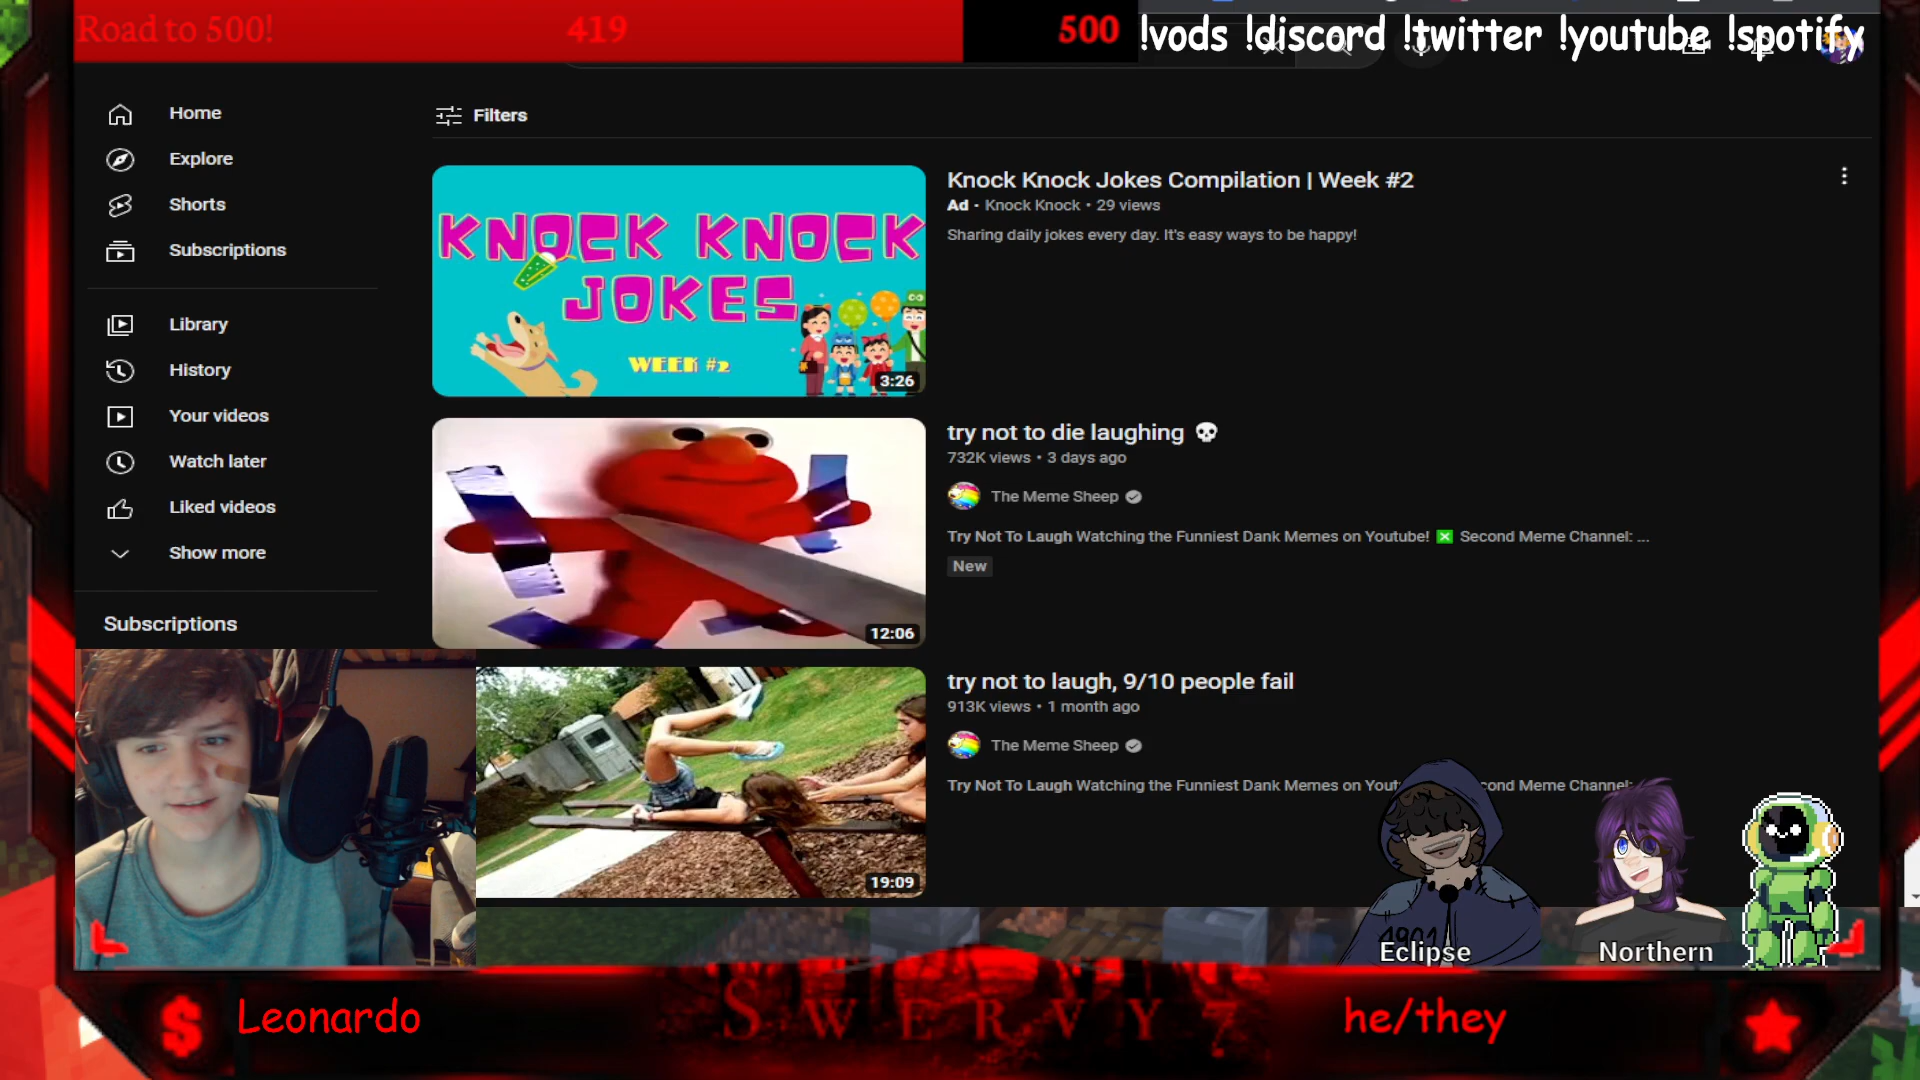 Road to 500!
419
500
!vods !discord !twitter !youtube !spotify
Home
Explore
Shorts
Subscriptions
Library
History
Your videos
Watch later
Liked videos
Show more
Subscriptions
Filters
KNOCK KNOCK
JOKES
WEEK #2
3:26
Knock Knock Jokes Compilation | Week #2
Ad · Knock Knock • 29 views
Sharing daily jokes every day. It's easy ways to be happy!
12:06
try not to die laughing 💀
732K views • 3 days ago
The Meme Sheep
Try Not To Laugh Watching the Funniest Dank Memes on Youtube! ❎ Second Meme Channel: ...
New
19:09
try not to laugh, 9/10 people fail
913K views • 1 month ago
The Meme Sheep
Try Not To Laugh Watching the Funniest Dank Memes on Yout cond Meme Channel:
4901
Eclipse
Northern
Leonardo
SWERVY7
he/they